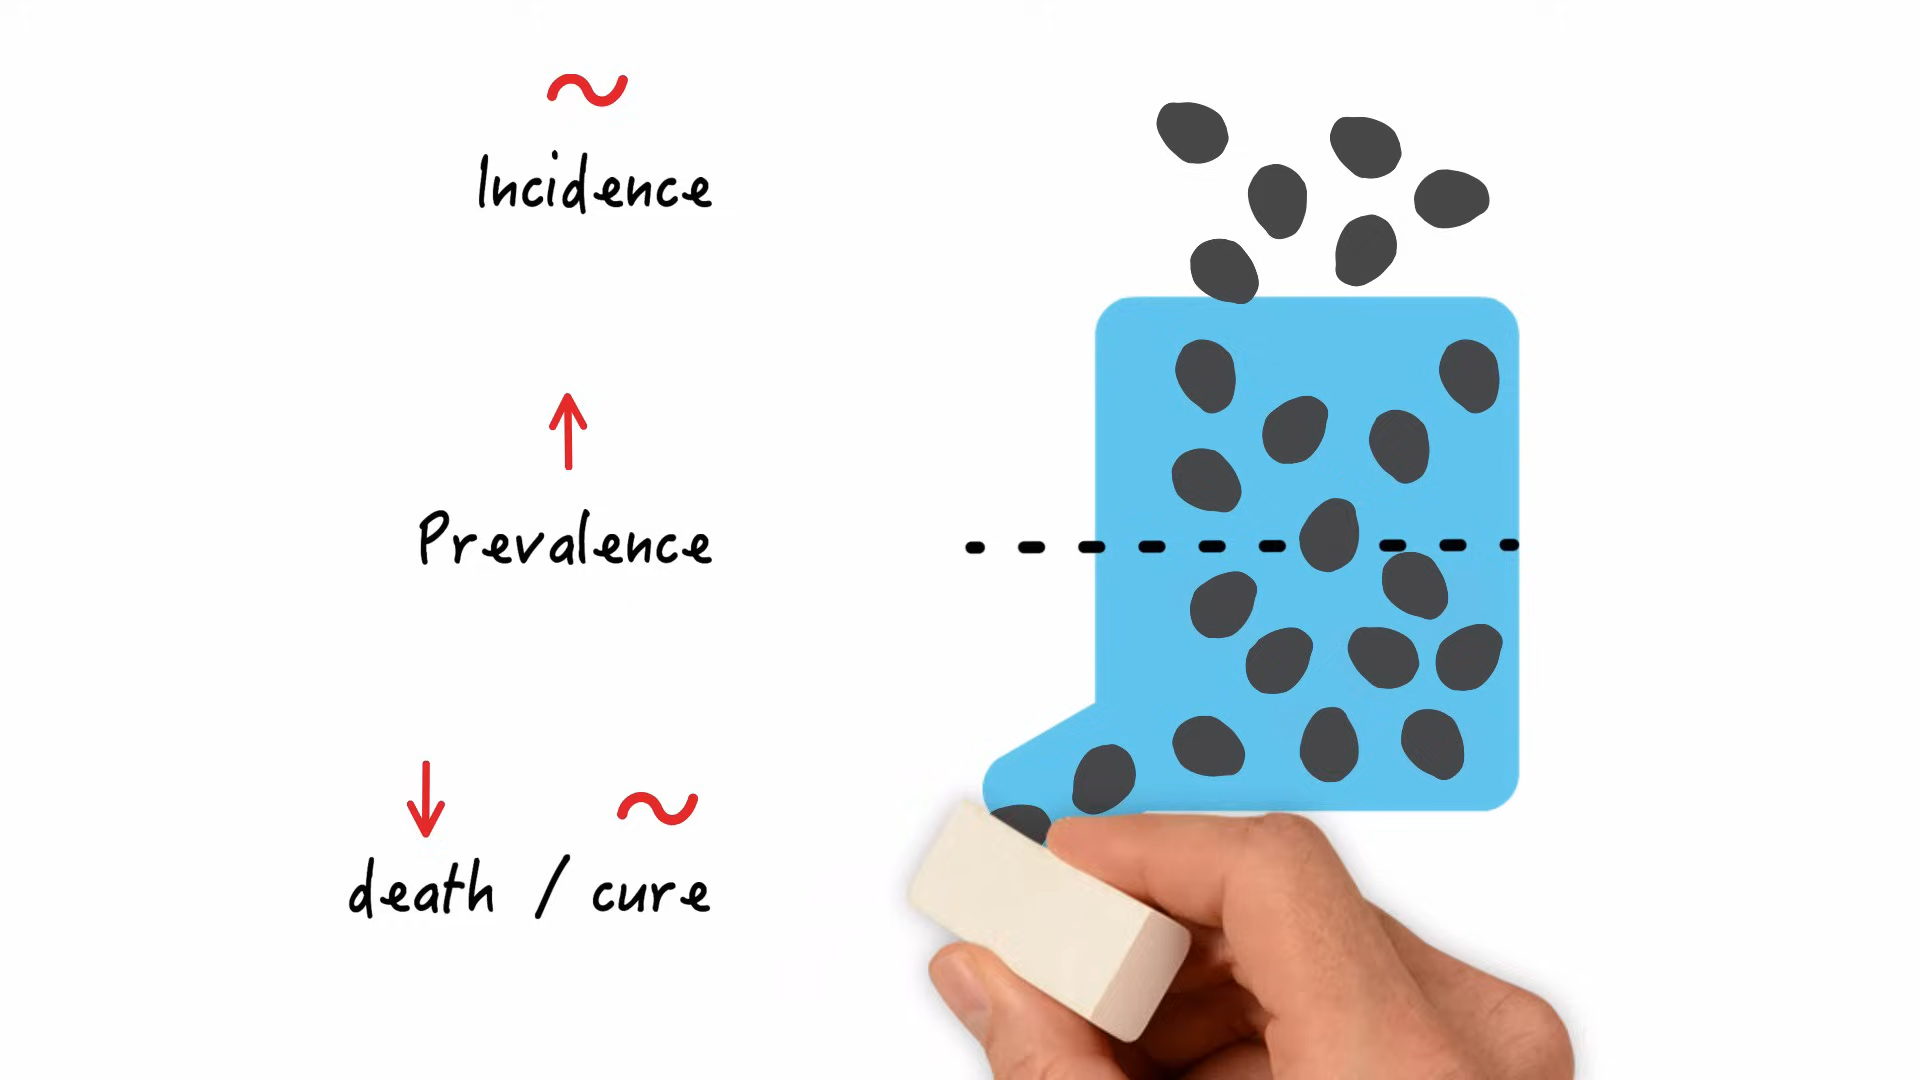 ~
Incidence
↑
Prevalence
↓ ~
death / cure